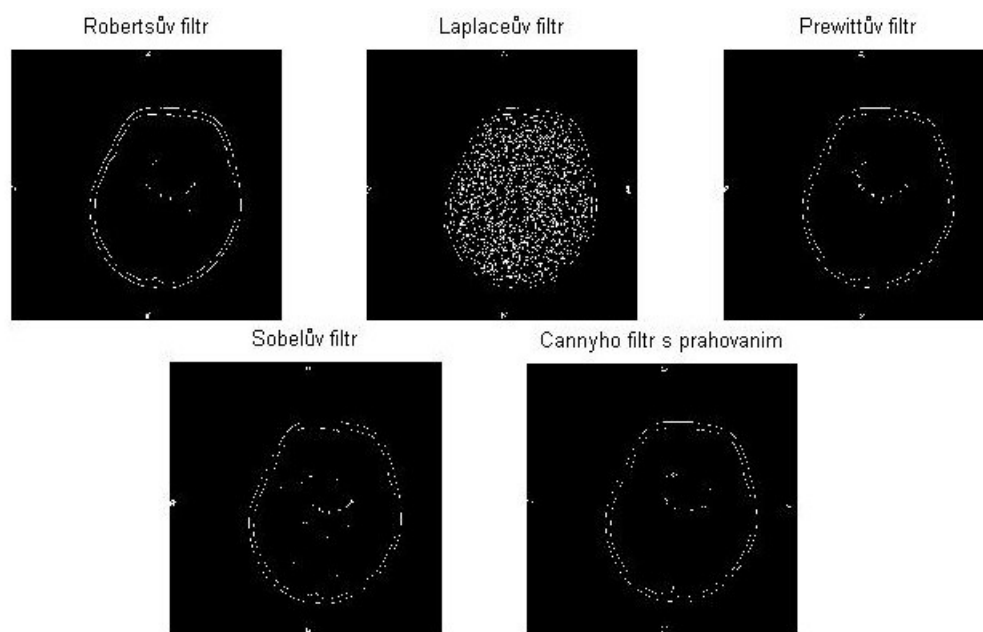 Robertsův filtr
Laplaceův filtr
Prewittův filtr
Sobelův filtr
Cannyho filtr s prahovanim